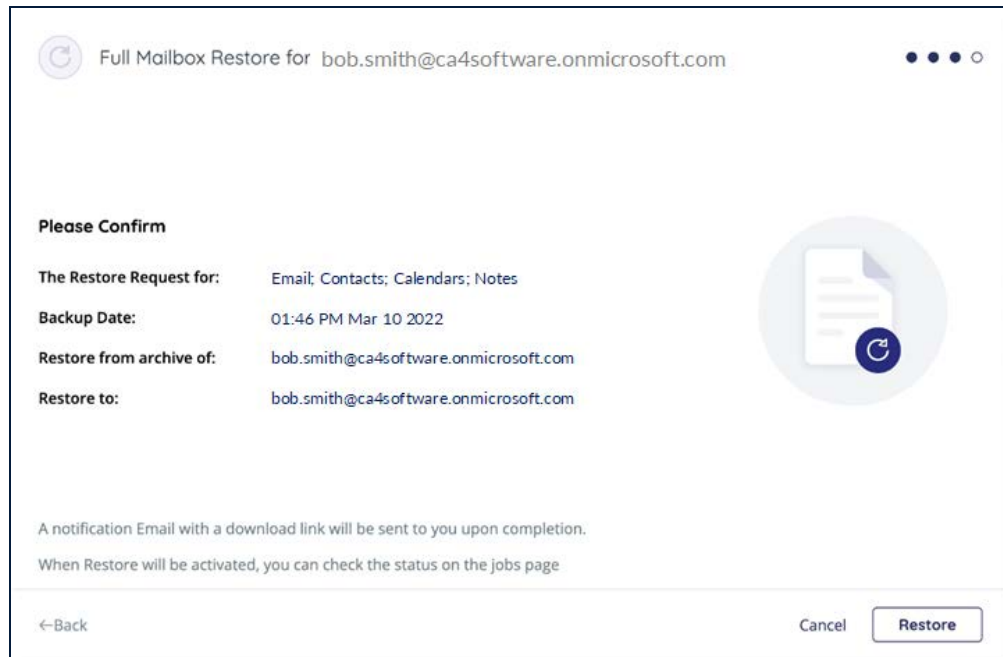 Full Mailbox Restore for bob.smith@ca4software.onmicrosoft.com
Please Confirm
The Restore Request for: Email; Contacts; Calendars; Notes
Backup Date: 01:46 PM Mar 10 2022
Restore from archive of: bob.smith@ca4software.onmicrosoft.com
Restore to: bob.smith@ca4software.onmicrosoft.com
A notification Email with a download link will be sent to you upon completion.
When Restore will be activated, you can check the status on the jobs page
←Back Cancel Restore